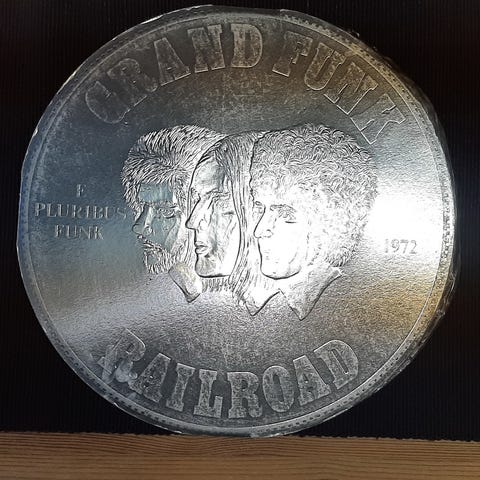 GRAND FUNK
E
PLURIBUS
FUNK
1972
RAILROAD